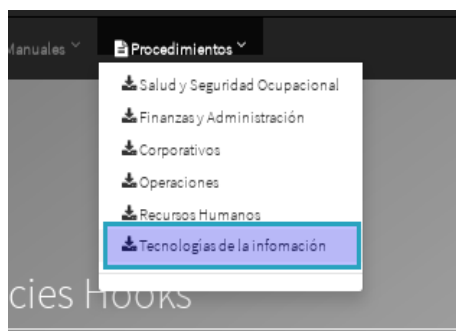 Manuales
Procedimientos
Salud y Seguridad Ocupacional
Finanzas y Administración
Corporativos
Operaciones
Recursos Humanos
Tecnologías de la infomación
cies Hooks